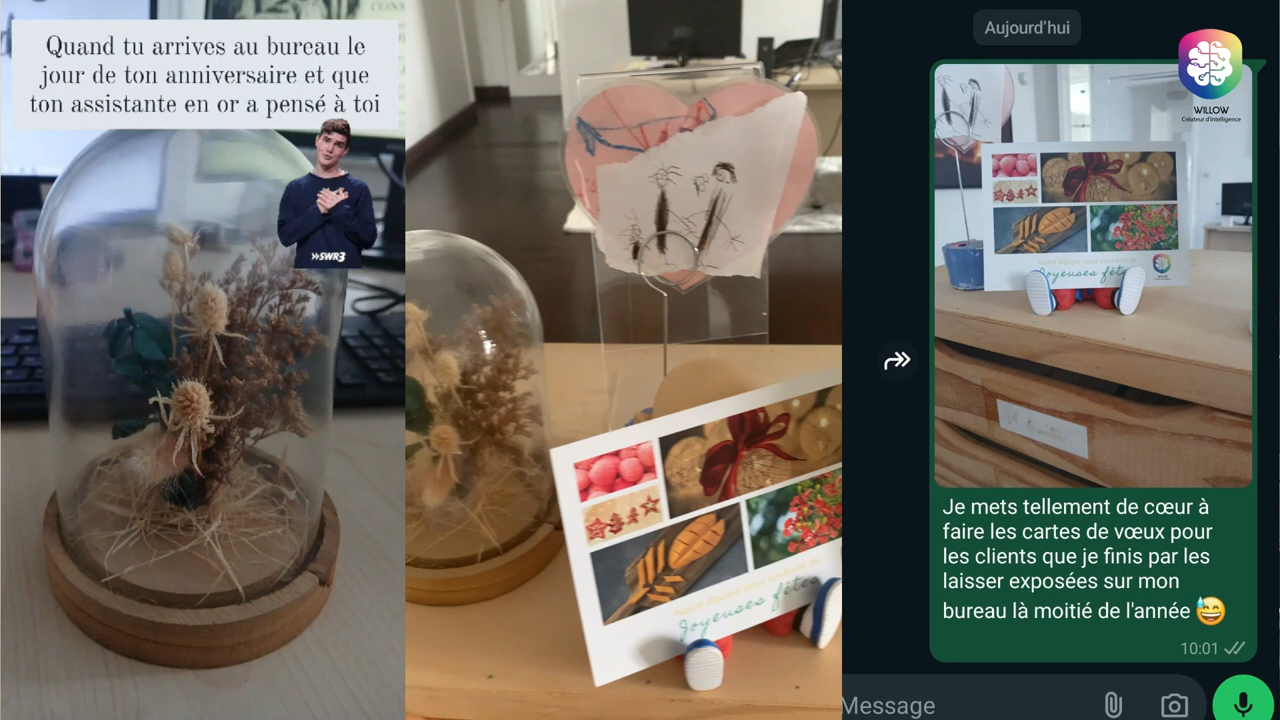 Quand tu arrives au bureau le
jour de ton anniversaire et que
ton assistante en or a pensé à toi
»SWR3
Joyeuses fêtes
Aujourd'hui
WILLOW
Créateur d'intelligence
Joyeuses fêtes
Je mets tellement de cœur à
faire les cartes de vœux pour
les clients que je finis par les
laisser exposées sur mon
bureau là moitié de l'année 😅
10:01
Message